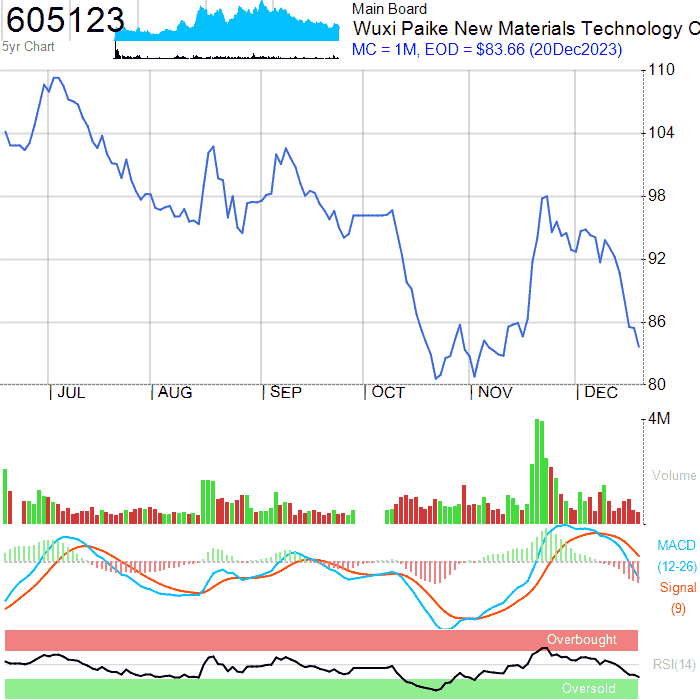 605123
5yr Chart
Main Board
Wuxi Paike New Materials Technology C
MC = 1M, EOD = $83.66 (20Dec2023)
110
104
98
92
86
80
JUL AUG SEP OCT NOV DEC
4M
Volume
MACD
(12-26)
Signal
(9)
Overbought
RSI(14)
Oversold